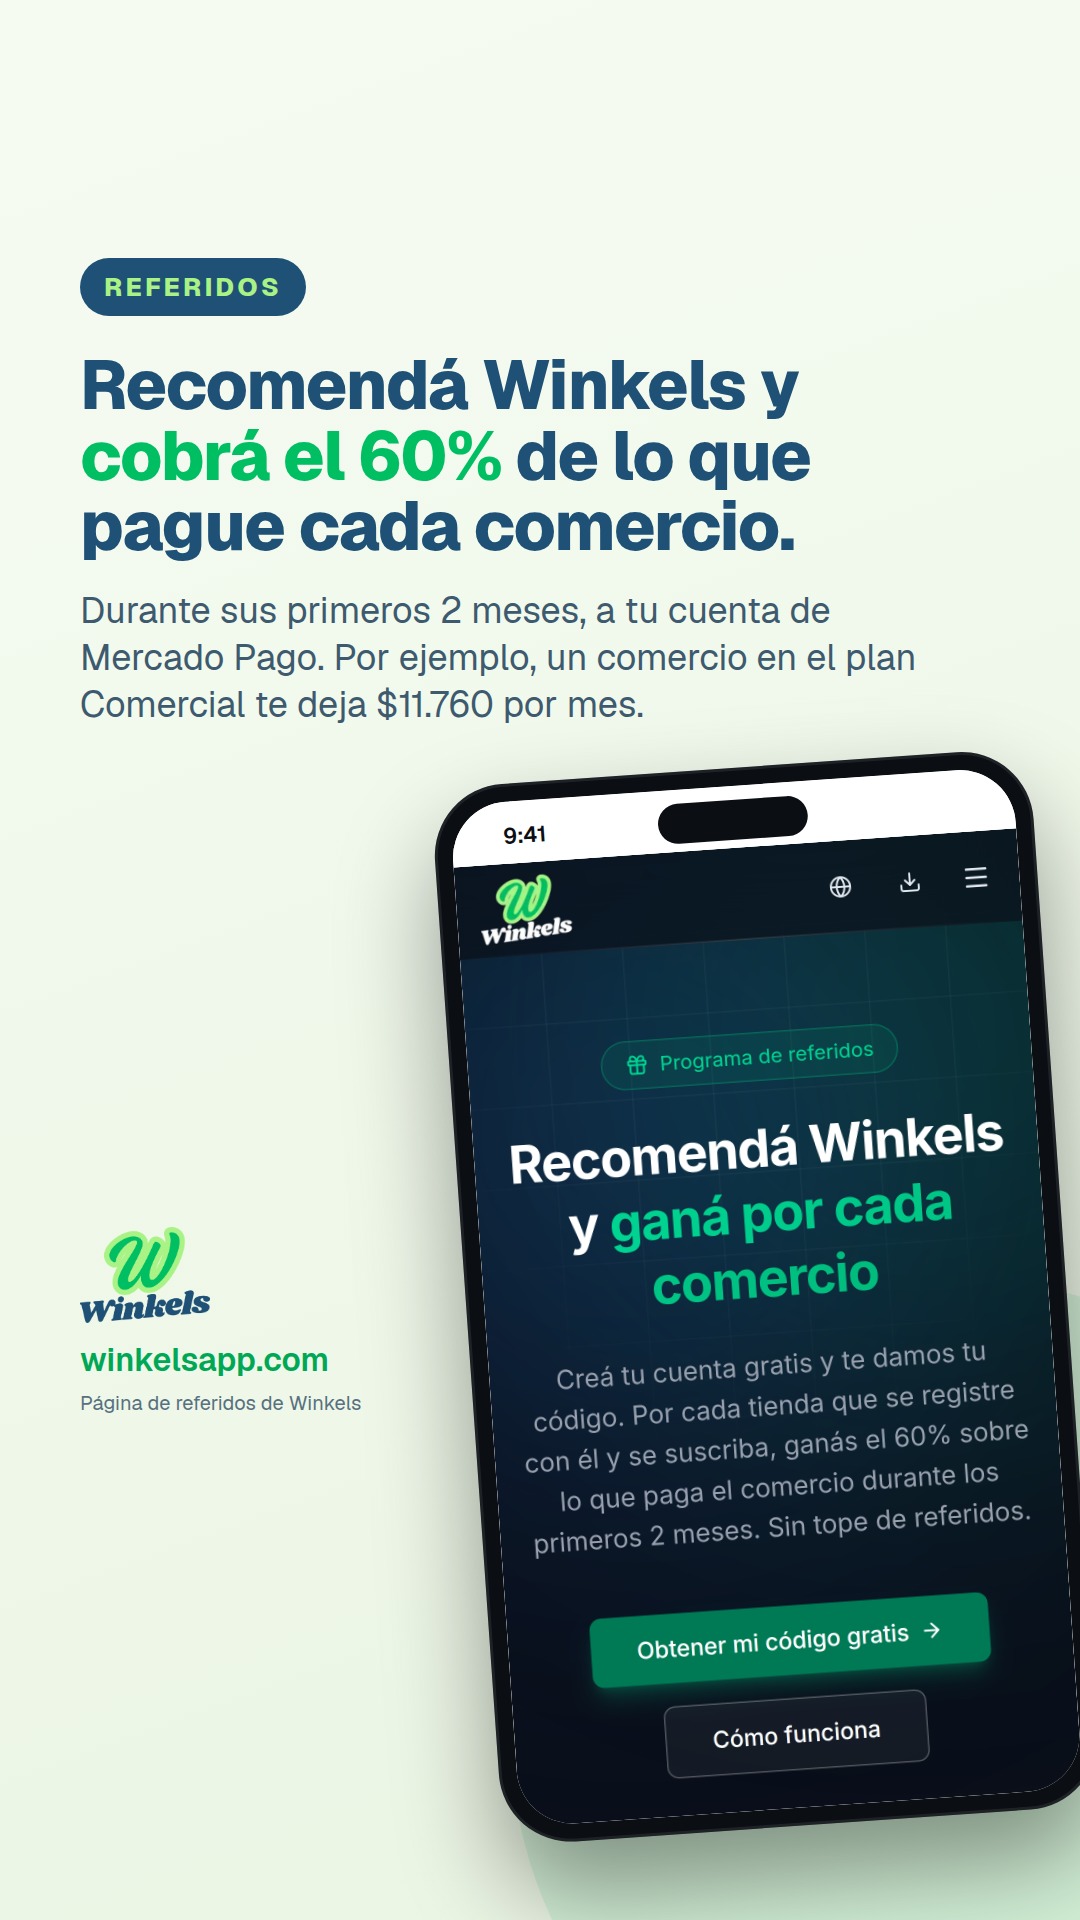 REFERIDOS
Recomendá Winkels y
cobrá el 60% de lo que
pague cada comercio.
Durante sus primeros 2 meses, a tu cuenta de
Mercado Pago. Por ejemplo, un comercio en el plan
Comercial te deja $11.760 por mes.
9:41
W
Winkels
Programa de referidos
Recomendá Winkels
y ganá por cada
comercio
Creá tu cuenta gratis y te damos tu
código. Por cada tienda que se registre
con él y se suscriba, ganás el 60% sobre
lo que paga el comercio durante los
primeros 2 meses. Sin tope de referidos.
Obtener mi código gratis →
Cómo funciona
W
Winkels
winkelsapp.com
Página de referidos de Winkels